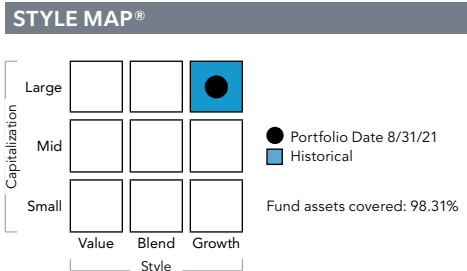 STYLE MAP®
Capitalization
Large
Mid
Small
Value Blend Growth
Style
Portfolio Date 8/31/21
Historical
Fund assets covered: 98.31%